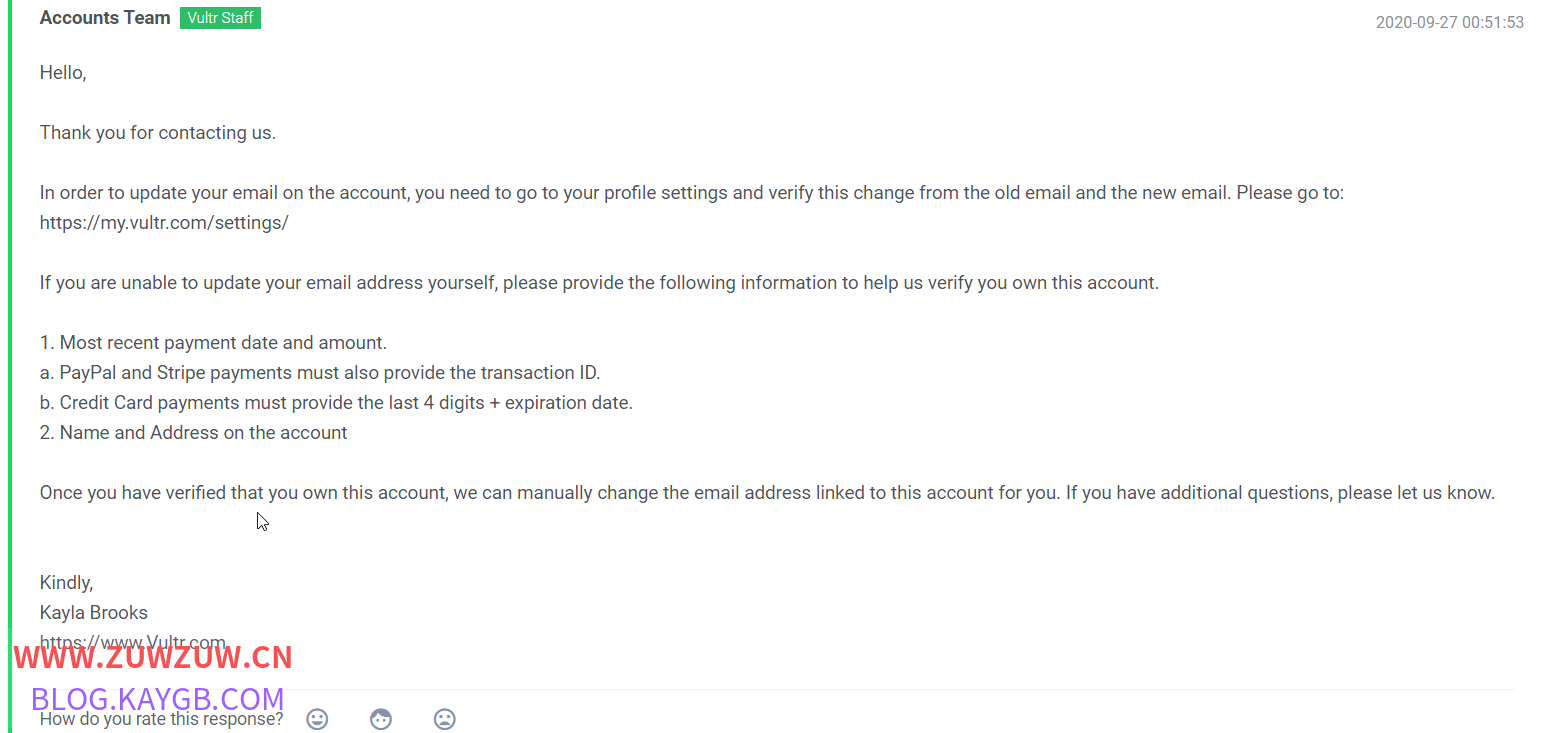 Accounts Team Vultr Staff 2020-09-27 00:51:53
Hello,
Thank you for contacting us.
In order to update your email on the account, you need to go to your profile settings and verify this change from the old email and the new email. Please go to:
https://my.vultr.com/settings/
If you are unable to update your email address yourself, please provide the following information to help us verify you own this account.
1. Most recent payment date and amount.
a. PayPal and Stripe payments must also provide the transaction ID.
b. Credit Card payments must provide the last 4 digits + expiration date.
2. Name and Address on the account
Once you have verified that you own this account, we can manually change the email address linked to this account for you. If you have additional questions, please let us know.
Kindly,
Kayla Brooks
https://www.Vultr.com
WWW.ZUWZUW.CN
BLOG.KAYGB.COM
How do you rate this response?